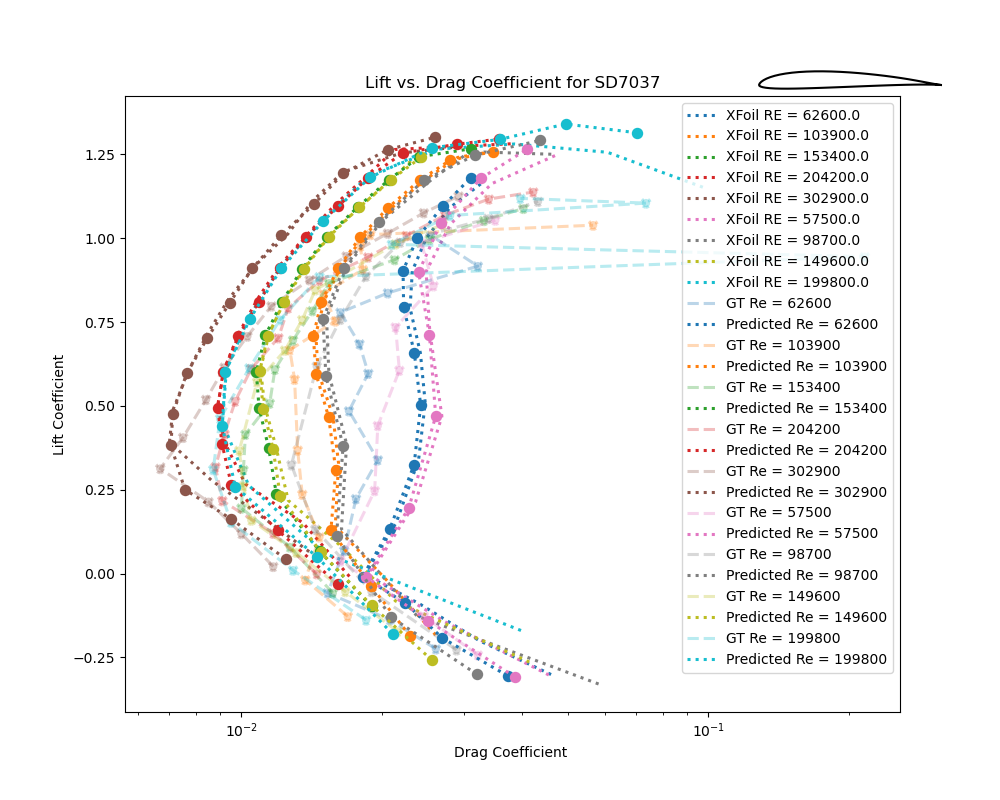 Lift vs. Drag Coefficient for SD7037
XFoil RE = 62600.0
XFoil RE = 103900.0
XFoil RE = 153400.0
XFoil RE = 204200.0
XFoil RE = 302900.0
XFoil RE = 57500.0
XFoil RE = 98700.0
XFoil RE = 149600.0
XFoil RE = 199800.0
GT Re = 62600
Predicted Re = 62600
GT Re = 103900
Predicted Re = 103900
GT Re = 153400
Predicted Re = 153400
GT Re = 204200
Predicted Re = 204200
GT Re = 302900
Predicted Re = 302900
GT Re = 57500
Predicted Re = 57500
GT Re = 98700
Predicted Re = 98700
GT Re = 149600
Predicted Re = 149600
GT Re = 199800
Predicted Re = 199800
Lift Coefficient
1.25
1.00
0.75
0.50
0.25
0.00
−0.25
10⁻² 10⁻¹
Drag Coefficient